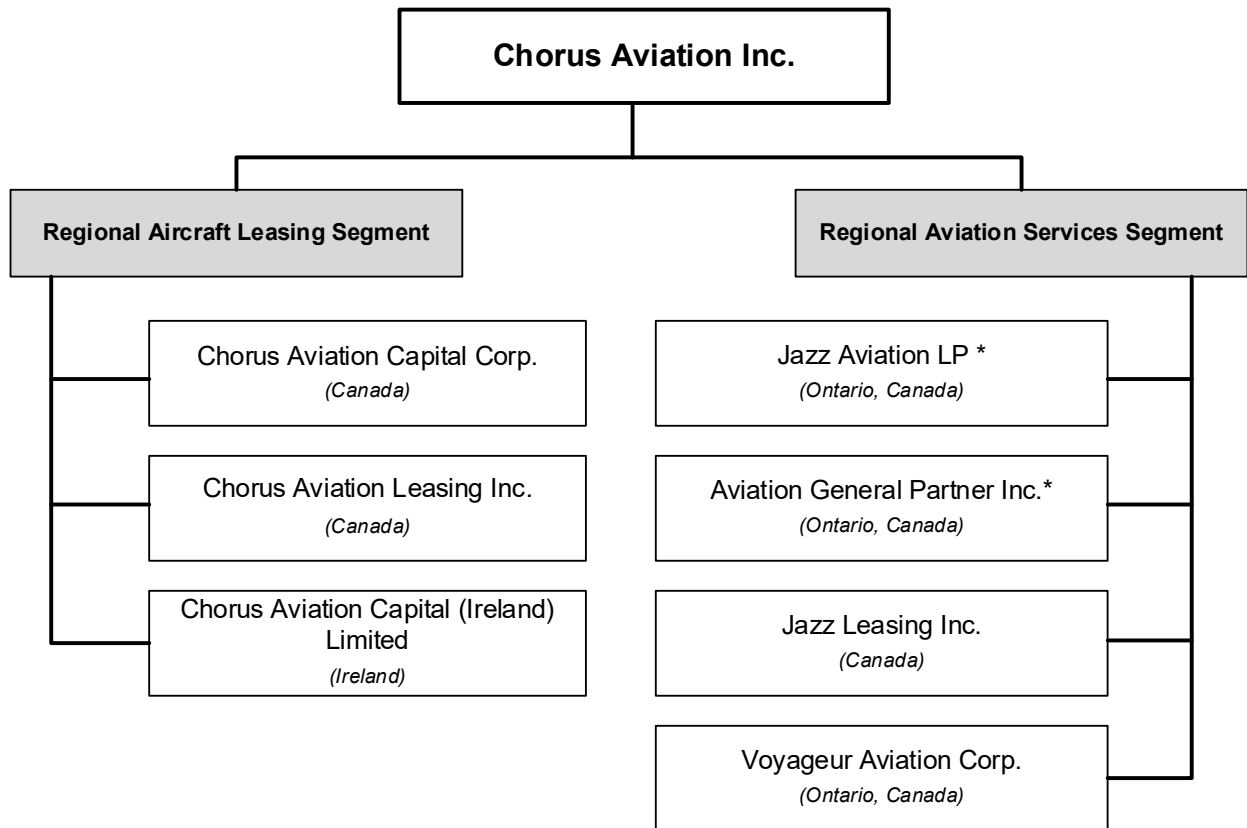 Chorus Aviation Inc.
Regional Aircraft Leasing Segment
Chorus Aviation Capital Corp.
(Canada)
Chorus Aviation Leasing Inc.
(Canada)
Chorus Aviation Capital (Ireland)
Limited
(Ireland)
Regional Aviation Services Segment
Jazz Aviation LP *
(Ontario, Canada)
Aviation General Partner Inc.*
(Ontario, Canada)
Jazz Leasing Inc.
(Canada)
Voyageur Aviation Corp.
(Ontario, Canada)